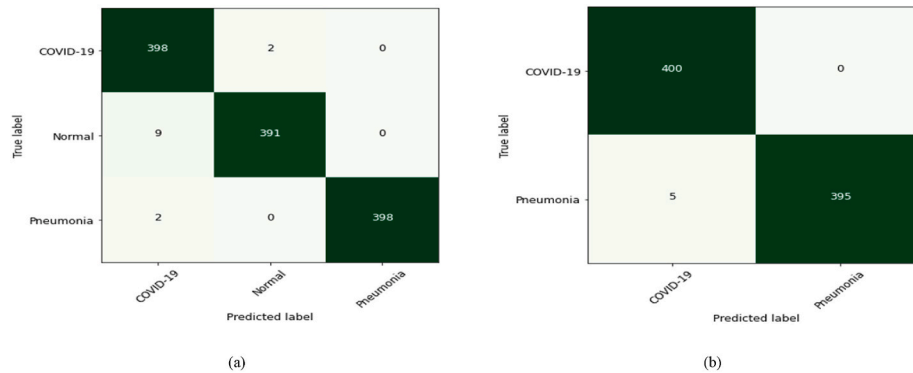 COVID-19 398 2 0
Normal 9 391 0
Pneumonia 2 0 398
True label
COVID-19 Normal Pneumonia
Predicted label
(a)
COVID-19 400 0
Pneumonia 5 395
True label
COVID-19 Pneumonia
Predicted label
(b)